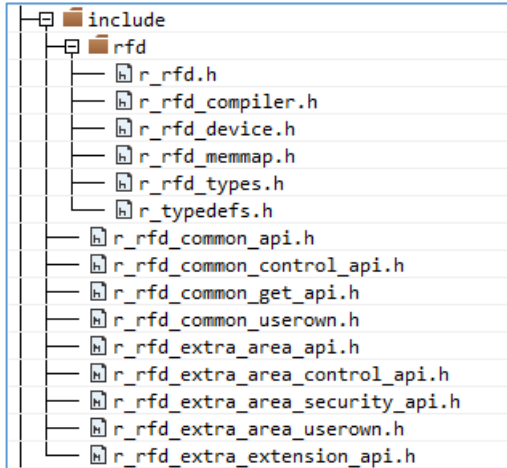 include
rfd
r_rfd.h
r_rfd_compiler.h
r_rfd_device.h
r_rfd_memmap.h
r_rfd_types.h
r_typedefs.h
r_rfd_common_api.h
r_rfd_common_control_api.h
r_rfd_common_get_api.h
r_rfd_common_userown.h
r_rfd_extra_area_api.h
r_rfd_extra_area_control_api.h
r_rfd_extra_area_security_api.h
r_rfd_extra_area_userown.h
r_rfd_extra_extension_api.h